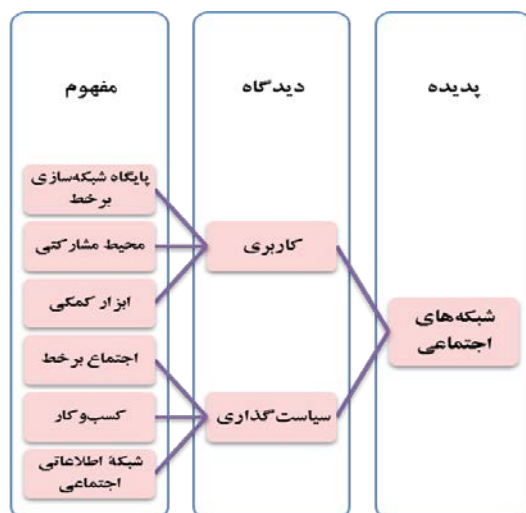 پدیده
دیدگاه
مفهوم
شبکه‌های
اجتماعی
کاربری
سیاست‌گذاری
پایگاه شبکه‌سازی
برخط
محیط مشارکتی
ابزار کمکی
اجتماع برخط
کسب‌وکار
شبکهٔ اطلاعاتی
اجتماعی